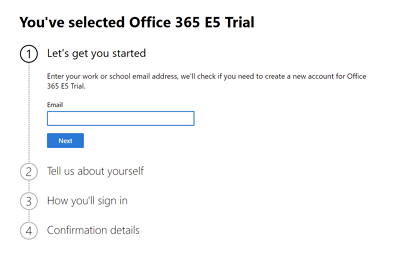 You've selected Office 365 E5 Trial
1 Let's get you started
Enter your work or school email address, we'll check if you need to create a new account for Office
365 E5 Trial.
Email
Next
2 Tell us about yourself
3 How you'll sign in
4 Confirmation details